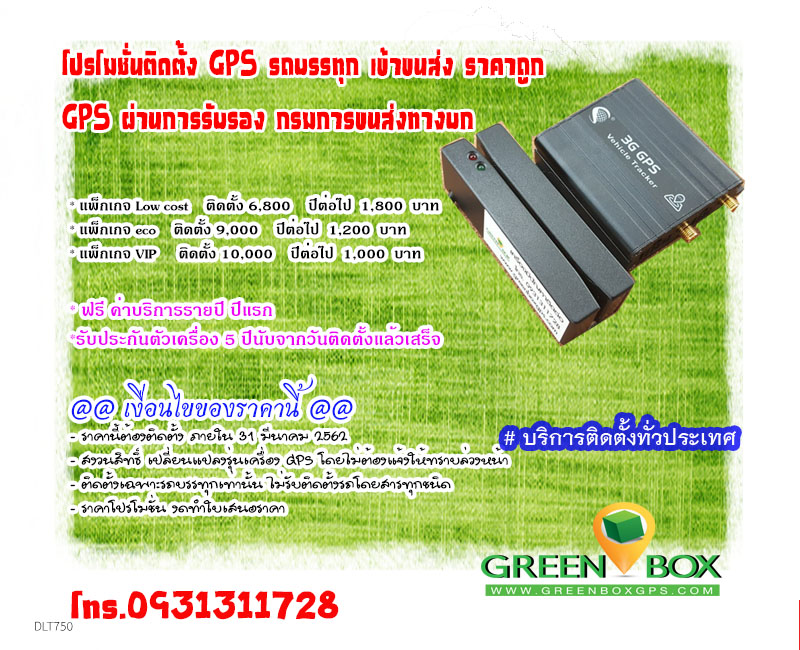 โปรโมชั่นติดตั้ง GPS รถบรรทุก เข้าขนส่ง ราคาถูก
GPS ผ่านการรับรอง กรมการขนส่งทางบก
3G GPS
Vehicle Tracker
* แพ็กเกจ Low cost ติดตั้ง 6,800 ปีต่อไป 1,800 บาท
* แพ็กเกจ eco ติดตั้ง 9,000 ปีต่อไป 1,200 บาท
* แพ็กเกจ VIP ติดตั้ง 10,000 ปีต่อไป 1,000 บาท
* ฟรี ค่าบริการรายปี ปีแรก
*รับประกันตัวเครื่อง 5 ปีนับจากวันติดตั้งแล้วเสร็จ
@@ เงื่อนไขของราคานี้ @@
- ราคานี้ต้องติดตั้ง ภายใน 31 มีนาคม 2562
# บริการติดตั้งทั่วประเทศ
- สงวนสิทธิ์ เปลี่ยนแปลงรุ่นเครื่อง GPS โดยไม่ต้องแจ้งให้ทราบล่วงหน้า
- ติดตั้งเฉพาะรถบรรทุกเท่านั้น ไม่รับติดตั้งรถโดยสารทุกชนิด
- ราคาโปรโมชั่น งดทำใบเสนอราคา
GREEN BOX
WWW.GREENBOXGPS.COM
โทร.0931311728
DLT750